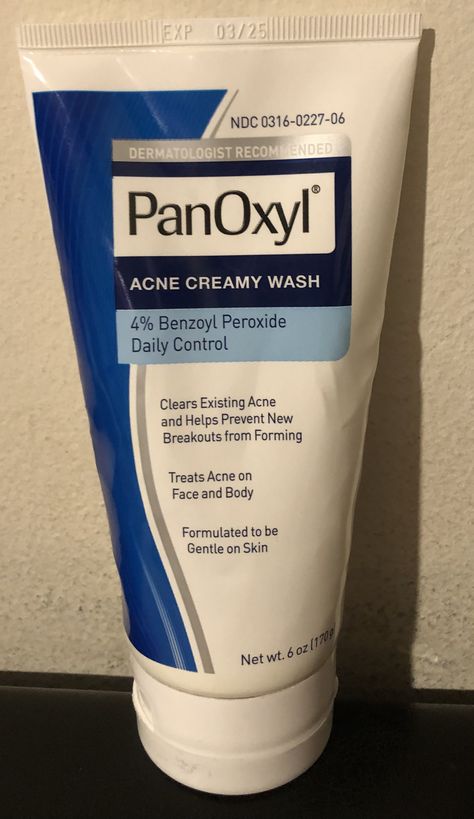 EXP 03/25
NDC 0316-0227-06
DERMATOLOGIST RECOMMENDED
PanOxyl®
ACNE CREAMY WASH
4% Benzoyl Peroxide
Daily Control
Clears Existing Acne
and Helps Prevent New
Breakouts from Forming
Treats Acne on
Face and Body
Formulated to be
Gentle on Skin
Net wt. 6 oz (170 g